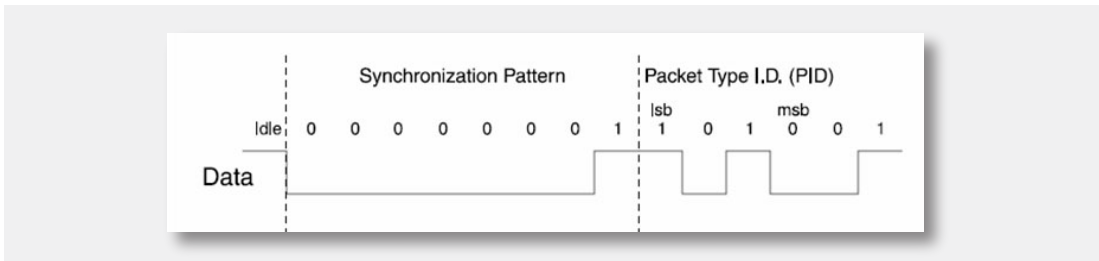 Synchronization Pattern Packet Type I.D. (PID)
lsb msb
Idle 0 0 0 0 0 0 0 1 1 0 1 0 0 1
Data